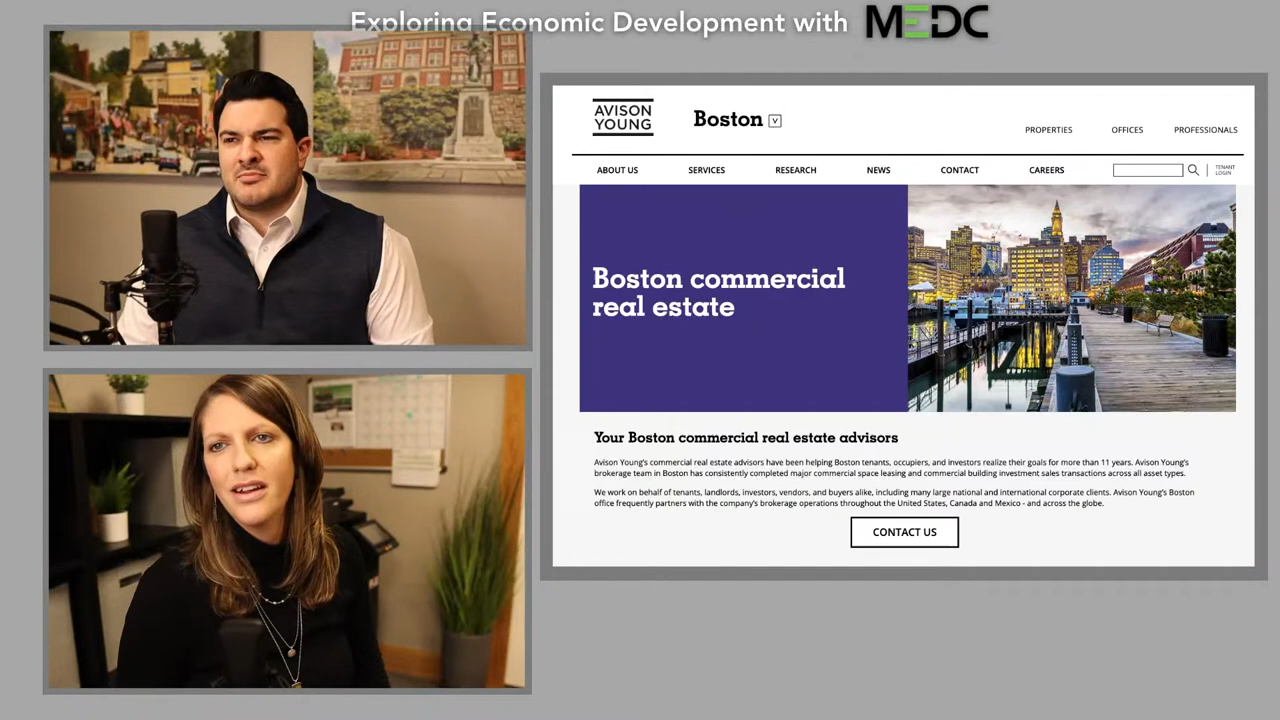 Exploring Economic Development with MEDC
AVISON
YOUNG
Boston v
PROPERTIES OFFICES PROFESSIONALS
ABOUT US SERVICES RESEARCH NEWS CONTACT CAREERS TENANT
LOGIN
Boston commercial
real estate
Your Boston commercial real estate advisors
Avison Young's commercial real estate advisors have been helping Boston tenants, occupiers, and investors realize their goals for more than 11 years. Avison Young's
brokerage team in Boston has consistently completed major commercial space leasing and commercial building investment sales transactions across all asset types.
We work on behalf of tenants, landlords, investors, vendors, and buyers alike, including many large national and international corporate clients. Avison Young's Boston
office frequently partners with the company's brokerage operations throughout the United States, Canada and Mexico - and across the globe.
CONTACT US